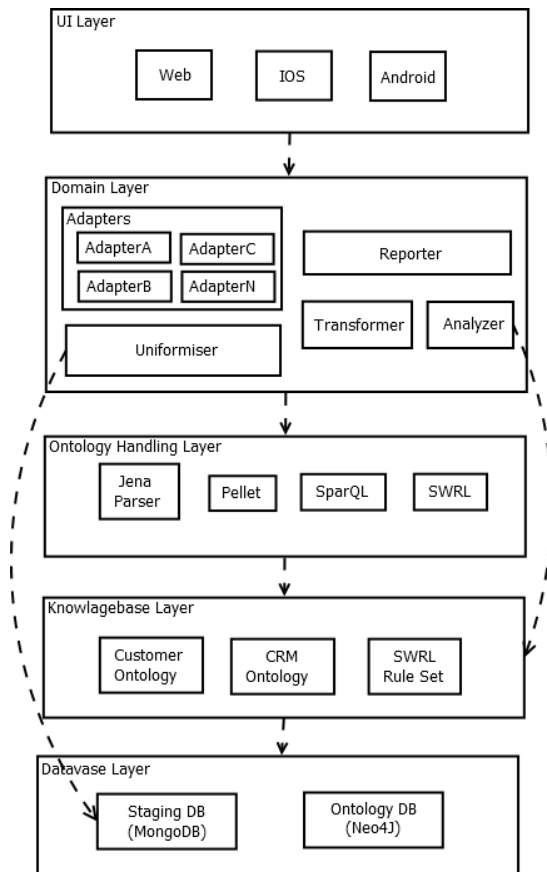 UI Layer
Web
IOS
Android
Domain Layer
Adapters
AdapterA
AdapterC
AdapterB
AdapterN
Reporter
Transformer
Analyzer
Uniformiser
Ontology Handling Layer
Jena
Parser
Pellet
SparQL
SWRL
Knowlagebase Layer
Customer
Ontology
CRM
Ontology
SWRL
Rule Set
Datavase Layer
Staging DB
(MongoDB)
Ontology DB
(Neo4J)